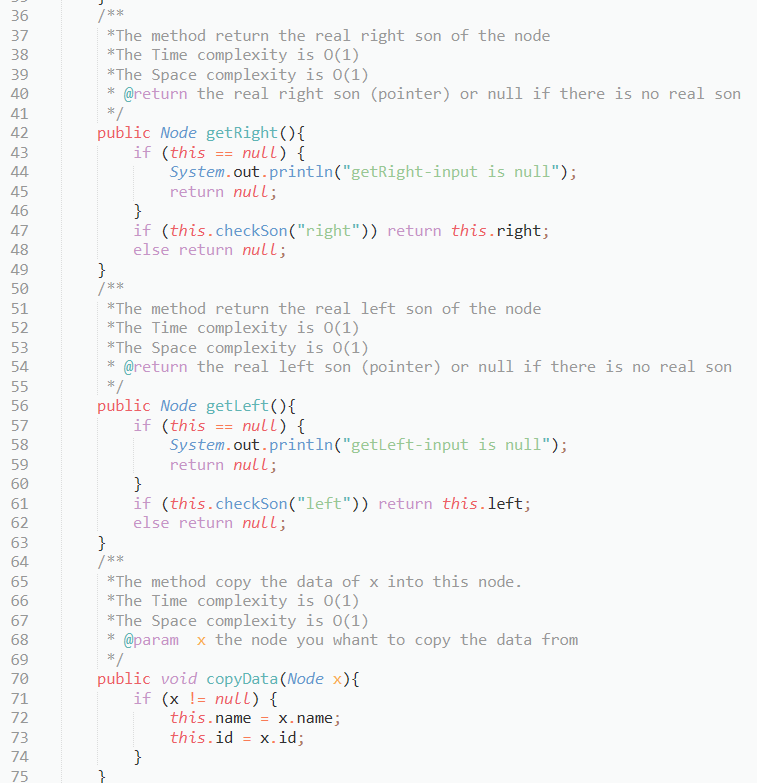 36 /**
37 *The method return the real right son of the node
38 *The Time complexity is O(1)
39 *The Space complexity is O(1)
40 * @return the real right son (pointer) or null if there is no real son
41 */
42 public Node getRight(){
43 if (this == null) {
44 System.out.println("getRight-input is null");
45 return null;
46 }
47 if (this.checkSon("right")) return this.right;
48 else return null;
49 }
50 /**
51 *The method return the real left son of the node
52 *The Time complexity is O(1)
53 *The Space complexity is O(1)
54 * @return the real left son (pointer) or null if there is no real son
55 */
56 public Node getLeft(){
57 if (this == null) {
58 System.out.println("getLeft-input is null");
59 return null;
60 }
61 if (this.checkSon("left")) return this.left;
62 else return null;
63 }
64 /**
65 *The method copy the data of x into this node.
66 *The Time complexity is O(1)
67 *The Space complexity is O(1)
68 * @param  x the node you whant to copy the data from
69 */
70 public void copyData(Node x){
71 if (x != null) {
72 this.name = x.name;
73 this.id = x.id;
74 }
75 }